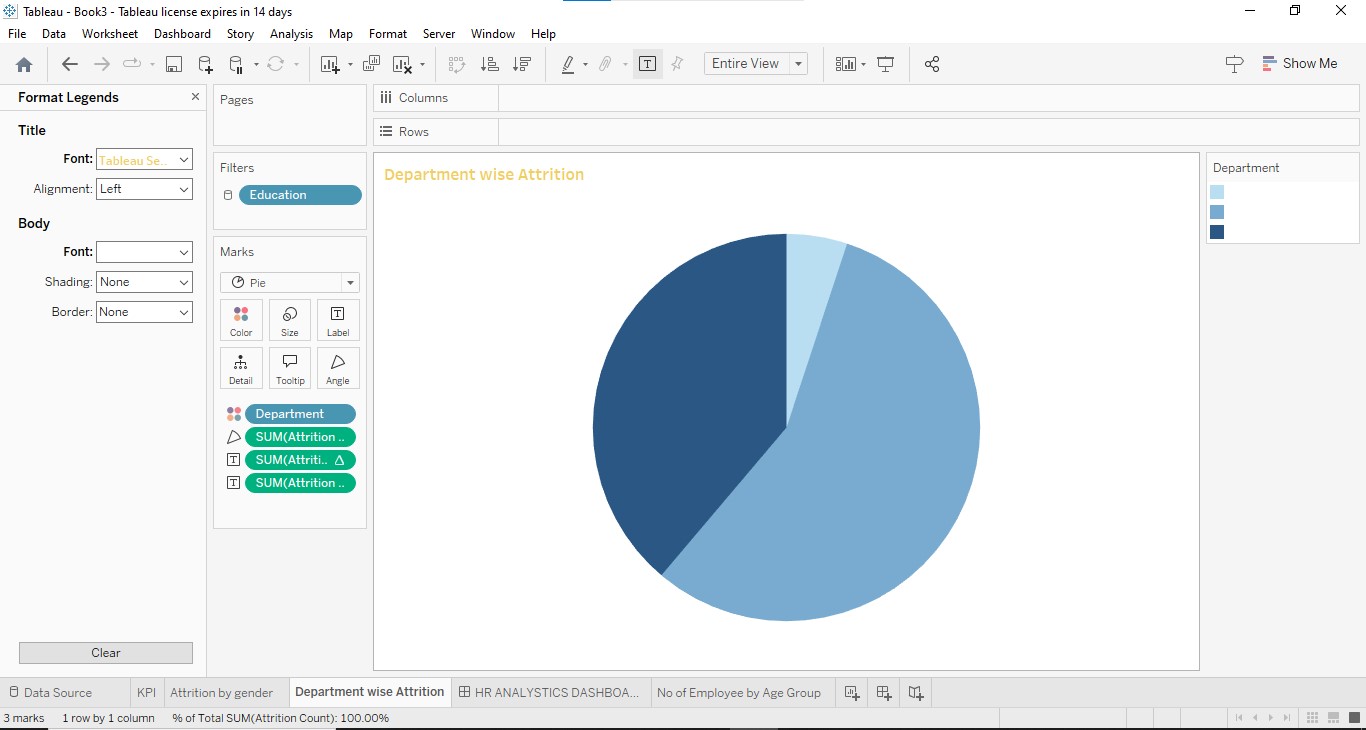 Tableau - Book3 - Tableau license expires in 14 days
File Data Worksheet Dashboard Story Analysis Map Format Server Window Help
Entire View
Show Me
Format Legends
Title
Font: Tableau Se..
Alignment: Left
Body
Font:
Shading: None
Border: None
Clear
Pages
Filters
Education
Marks
Pie
Color Size Label
Detail Tooltip Angle
Department
SUM(Attrition ..
SUM(Attriti.. △
SUM(Attrition ..
Columns
Rows
Department wise Attrition
Department
Data Source KPI Attrition by gender Department wise Attrition HR ANALYSTICS DASHBOA... No of Employee by Age Group
3 marks 1 row by 1 column % of Total SUM(Attrition Count): 100.00%